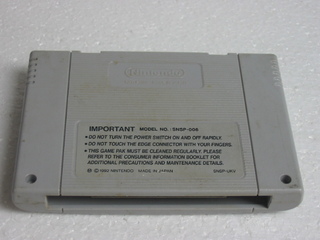 Nintendo
IMPORTANT MODEL NO. SNSP-006
• DO NOT TURN THE POWER SWITCH ON AND OFF RAPIDLY.
• DO NOT TOUCH THE EDGE CONNECTOR WITH YOUR FINGERS.
• THIS GAME PAK MUST BE CLEANED REGULARLY. PLEASE
REFER TO THE CONSUMER INFORMATION BOOKLET FOR
ADDITIONAL PRECAUTIONS AND MAINTENANCE DETAILS.
NINTENDO MADE IN JAPAN